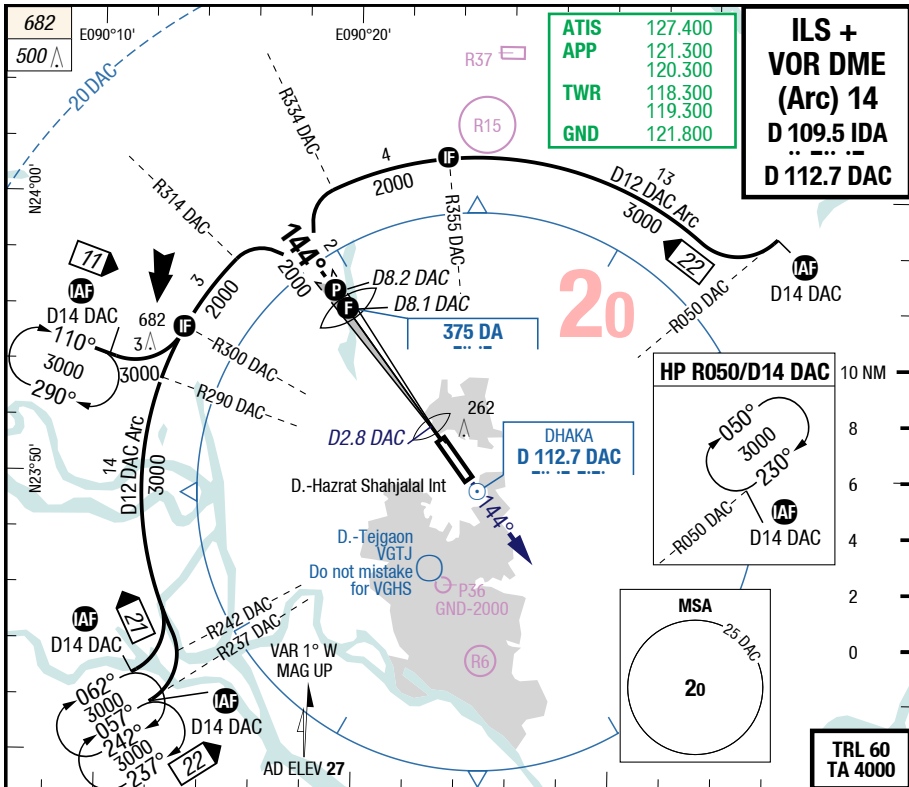 682
500
E090°10'
E090°20'
ATIS 127.400
APP 121.300
120.300
TWR 118.300
119.300
GND 121.800
ILS +
VOR DME
(Arc) 14
D 109.5 IDA
D 112.7 DAC
20 DAC
R37
R15
R334 DAC
4
2000
IF
13
D12 DAC Arc
3000
22
N24°00'
R314 DAC
R355 DAC
144°
2
2000
3
2000
11
IAF
D14 DAC
P
D8.2 DAC
F
D8.1 DAC
IAF
D14 DAC
R050 DAC
20
375 DA
682
3
IF
110°
3000
290°
3000
R300 DAC
R290 DAC
HP R050/D14 DAC
050°
3000
230°
R050 DAC
IAF
D14 DAC
10 NM
8
6
4
2
0
262
D2.8 DAC
DHAKA
D 112.7 DAC
N23°50'
14
D12 DAC Arc
3000
D.-Hazrat Shahjalal Int
144°
D.-Tejgaon
VGTJ
Do not mistake
for VGHS
P36
GND-2000
R6
MSA
25 DAC
20
IAF
D14 DAC
21
R242 DAC
R237 DAC
VAR 1° W
MAG UP
062°
3000
057°
242°
3000
237°
IAF
D14 DAC
22
AD ELEV 27
TRL 60
TA 4000